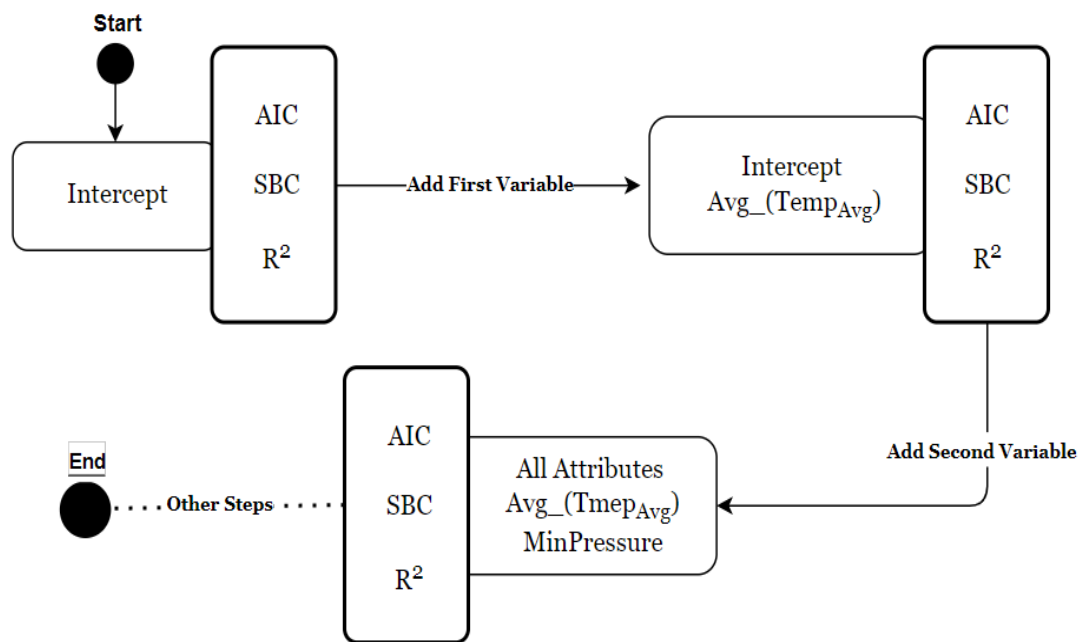 Start
Intercept
AIC
SBC
R²
Add First Variable
Intercept
Avg_(Temp_Avg)
AIC
SBC
R²
Add Second Variable
All Attributes
Avg_(Tmep_Avg)
MinPressure
AIC
SBC
R²
Other Steps
End